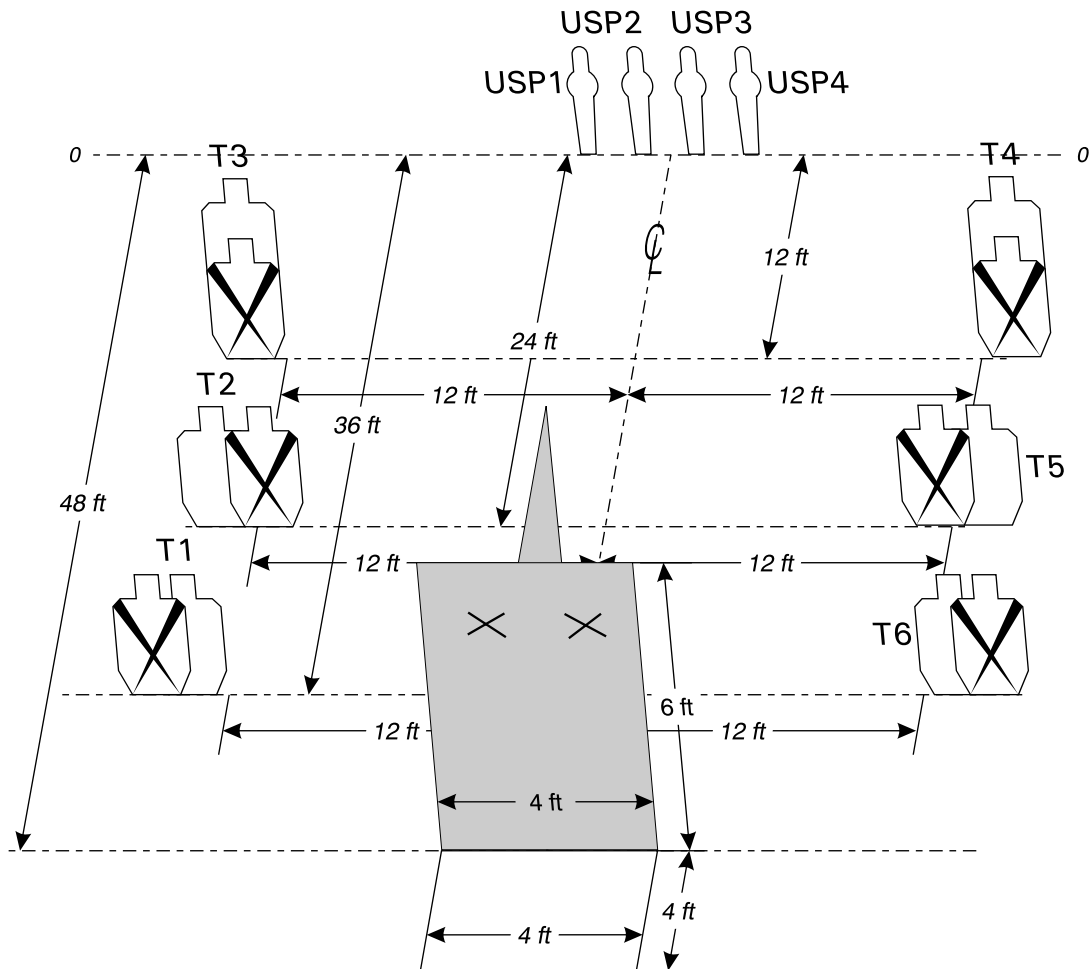 USP2 USP3
USP1 USP4
0 T3 T4 0
℄
12 ft
24 ft
T2 12 ft 12 ft
36 ft
T5
48 ft
T1 12 ft 12 ft
T6
6 ft
12 ft 12 ft
4 ft
4 ft
4 ft